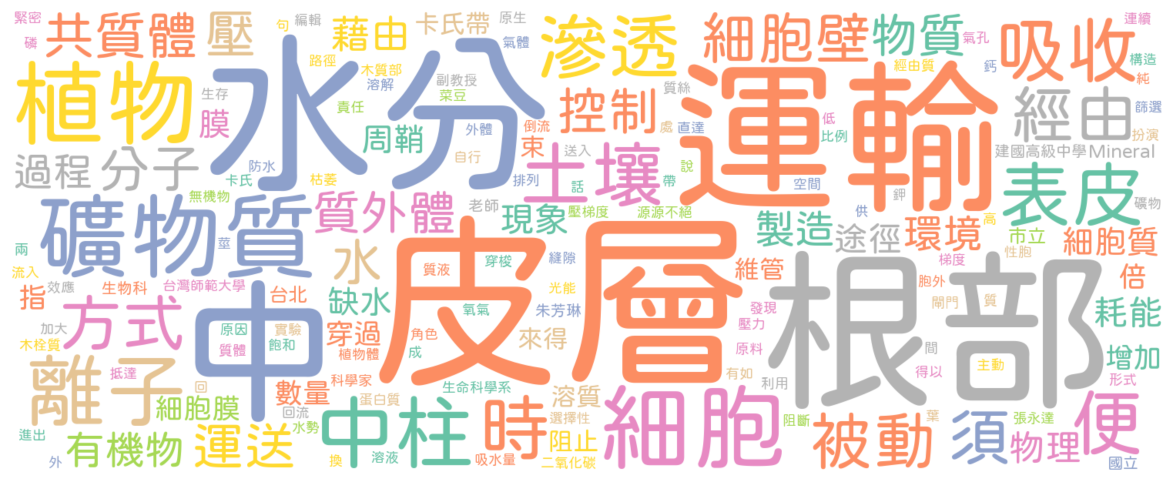 緊密
句
編輯
卡氏帶
原生
連續
磷
共質體
壓
藉由
滲透
細胞壁
物質
吸收
氣孔
構造
路徑
氣體
植物
水分
木質部
溶解
副教授
菜豆
質絲
運輸
經由質
鈣
純
生存
膜
責任
控制
經由
篩選
周鞘
外體
倒流
處
直達
低
比例
扮演
過程
分子
防水
束
土壤
建國高級中學
Mineral
卡氏
枯萎
自行
排列
送入
說
空間
表皮
無機物
話
帶
鉀
礦物
礦物質
質外體
老師
現象
壓梯度
源源不絕
製造
供
高
兩
莖
途徑
環境
市立
細胞質
流入
效應
水
皮層
質液
穿梭
縫隙
維管
根部
梯度
性胞
生物科
台灣師範大學
光能
胞外
倍
指
台北
缺水
氧氣
朱芳琳
發現
閘門
質
加大
方式
中
原因
實驗
穿過
角色
來得
壓力
耗能
木栓質
質體
飽和
植物體
成
原料
間
增加
抵達
離子
回
數量
科學家
生命科學系
有如
利用
主動
得以
形式
細胞膜
回流
蛋白質
溶質
葉
進出
有機物
運送
水勢
中柱
時
選擇性
細胞
阻斷
被動
張永達
便
外
換
溶液
吸水量
阻止
二氧化碳
須
物理
國立